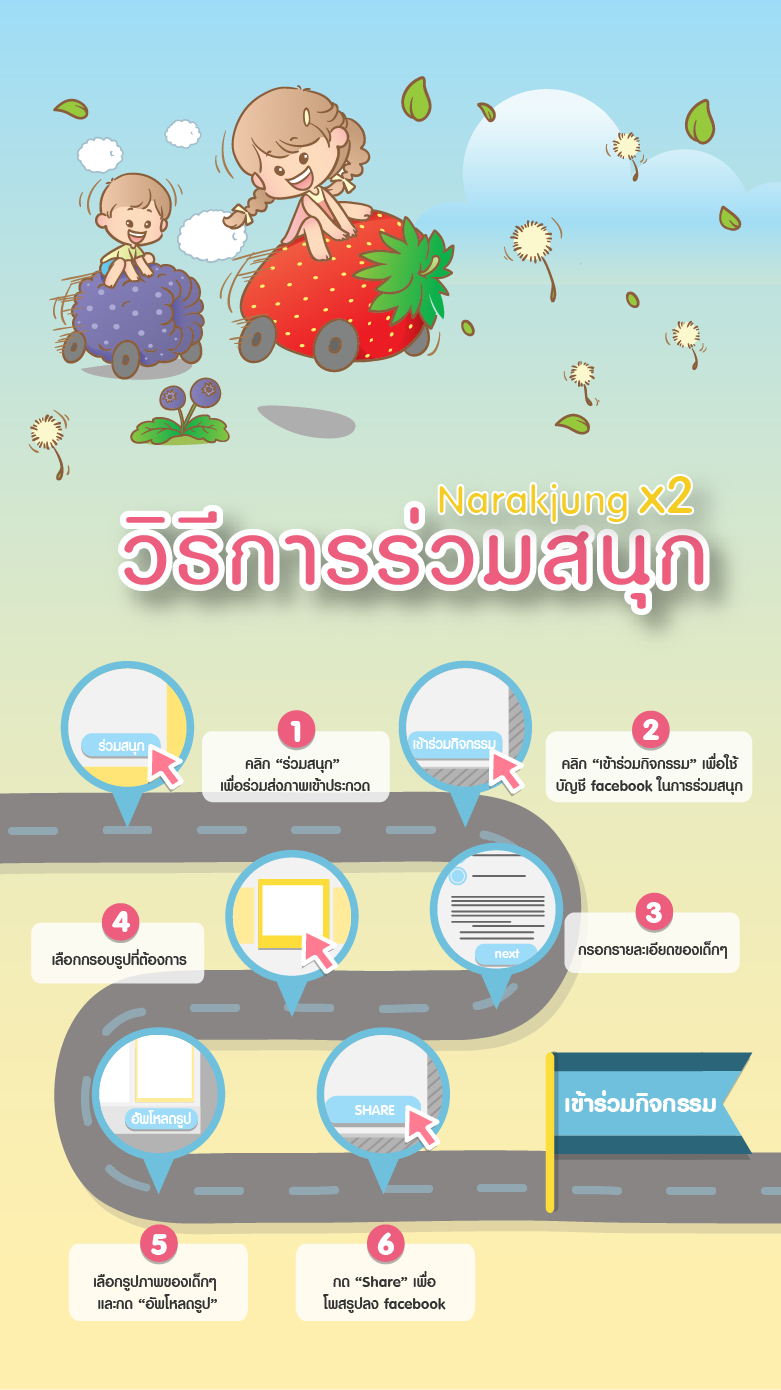 Narakjung x2
วิธีการร่วมสนุก
ร่วมสนุก
1
คลิก “ร่วมสนุก”
เพื่อร่วมส่งภาพเข้าประกวด
เข้าร่วมกิจกรรม
2
คลิก “เข้าร่วมกิจกรรม” เพื่อใช้
บัญชี facebook ในการร่วมสนุก
next
3
กรอกรายละเอียดของเด็กๆ
4
เลือกกรอบรูปที่ต้องการ
อัพโหลดรูป
5
เลือกรูปภาพของเด็กๆ
และกด “อัพโหลดรูป”
SHARE
6
กด “Share” เพื่อ
โพสรูปลง facebook
เข้าร่วมกิจกรรม